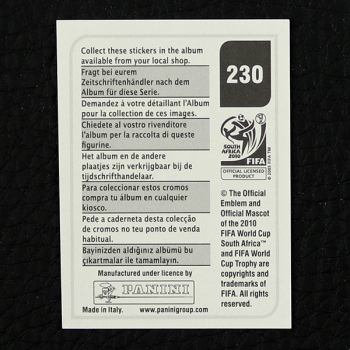 Collect these stickers in the album
available from your local shop.
Fragt bei eurem
Zeitschriftenhändler nach dem
Album für diese Serie.
Demandez à votre détaillant l'Album
pour la collection de ces images.
Chiedete al vostro rivenditore
l'album per la raccolta di queste
figurine.
Het album en de andere
plaatjes zijn verkrijgbaar bij de
tijdschrifthandelaar.
Para coleccionar estos cromos
compra tu álbum en cualquier
kiosco.
Pede a caderneta desta colecção
de cromos no teu ponto de venda
habitual.
Bayinizden aldığınız albümü bu
çıkartmalar ile tamamlayın.
Manufactured under licence by
PANINI
Made in Italy. www.paninigroup.com
230
SOUTH AFRICA
2010
FIFA
OFFICIAL LICENSED
PRODUCT
© 2005 FIFA TM
© The Official
Emblem and
Official Mascot
of the 2010
FIFA World Cup
South Africa™
and FIFA World
Cup Trophy are
copyrights and
trademarks of
FIFA. All rights
reserved.